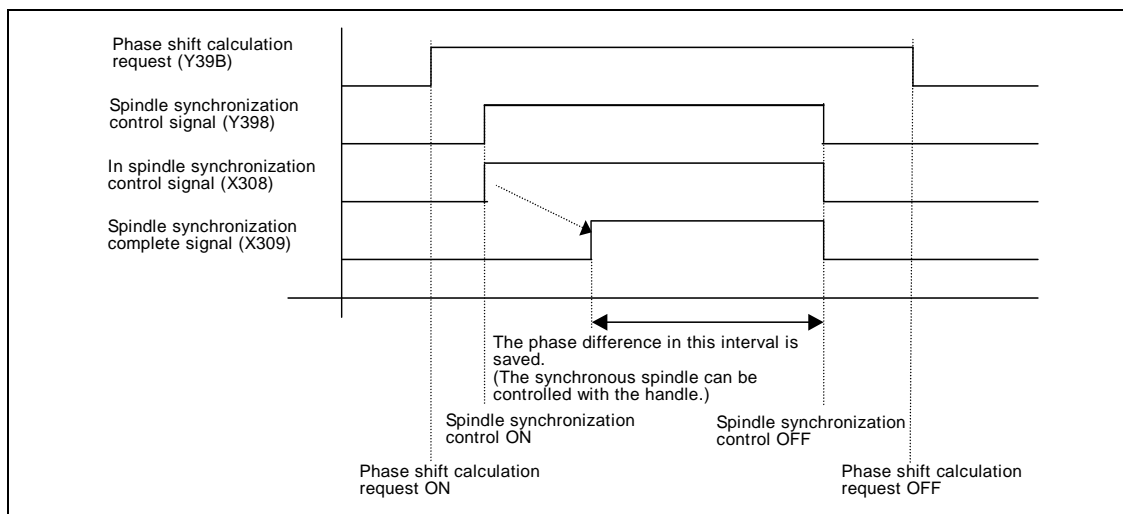 Phase shift calculation
request (Y39B)
Spindle synchronization
control signal (Y398)
In spindle synchronization
control signal (X308)
Spindle synchronization
complete signal (X309)
The phase difference in this interval is
saved.
(The synchronous spindle can be
controlled with the handle.)
Spindle synchronization
control ON
Spindle synchronization
control OFF
Phase shift calculation
request ON
Phase shift calculation
request OFF